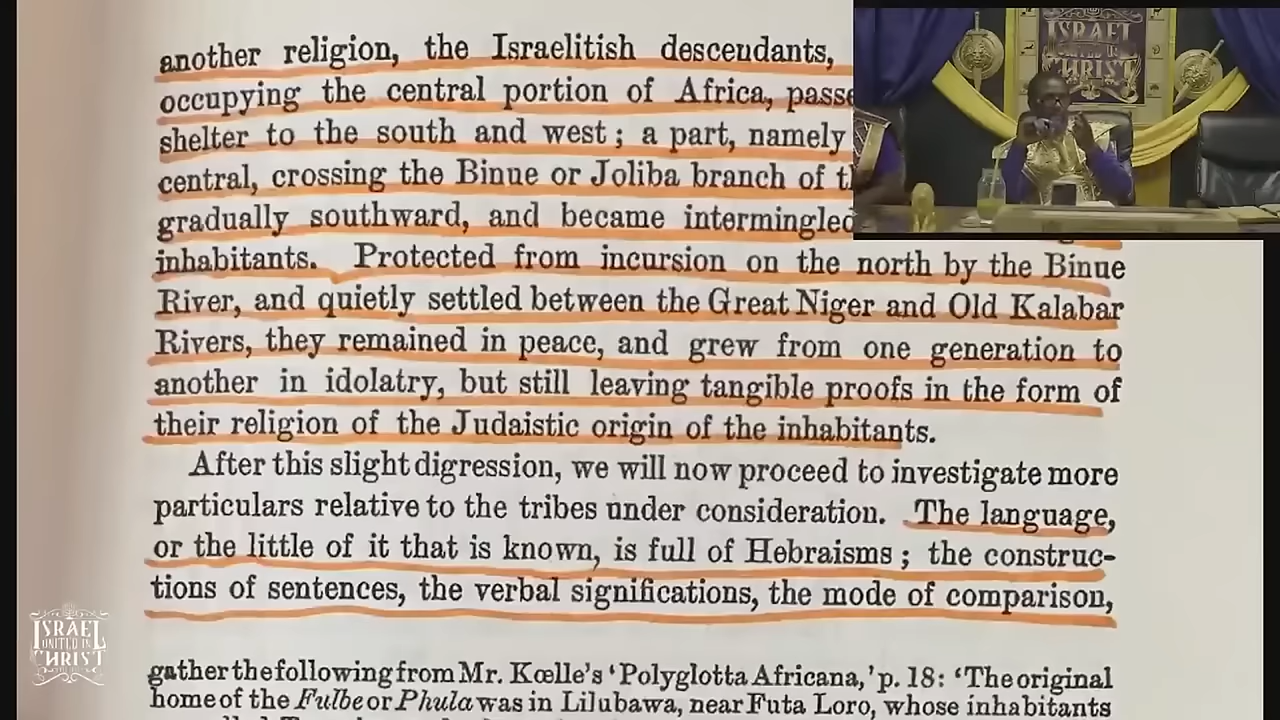 another religion, the Israelitish descendants,
occupying the central portion of Africa,
shelter to the south and west; a part, namely
central, crossing the Binue or Joliba branch of
gradually southward, and became intermingled
inhabitants. Protected from incursion on the north by the Binue
River, and quietly settled between the Great Niger and Old Kalabar
Rivers, they remained in peace, and grew from one generation to
another in idolatry, but still leaving tangible proofs in the form of
their religion of the Judaistic origin of the inhabitants.
After this slight digression, we will now proceed to investigate more
particulars relative to the tribes under consideration. The language,
or the little of it that is known, is full of Hebraisms; the construc-
tions of sentences, the verbal significations, the mode of comparison,
gather the following from Mr. Kœlle's 'Polyglotta Africana,' p. 18: 'The original
home of the Fulbe or Phula was in Lilubawa, near Futa Loro, whose inhabitants
ISRAEL
UNITED IN
CHRIST
ISRAEL
UNITED IN
CHRIST